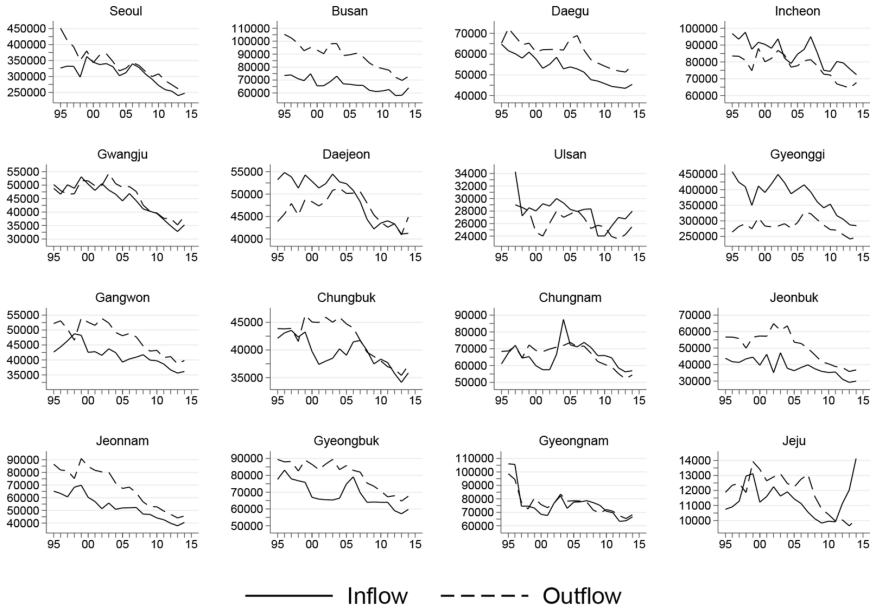 Seoul
Busan
Daegu
Incheon
450000
400000
350000
300000
250000
95 00 05 10 15
110000
100000
90000
80000
70000
60000
95 00 05 10 15
70000
60000
50000
40000
95 00 05 10 15
100000
90000
80000
70000
60000
95 00 05 10 15
Gwangju
Daejeon
Ulsan
Gyeonggi
55000
50000
45000
40000
35000
30000
95 00 05 10 15
55000
50000
45000
40000
95 00 05 10 15
34000
32000
30000
28000
26000
24000
95 00 05 10 15
450000
400000
350000
300000
250000
95 00 05 10 15
Gangwon
Chungbuk
Chungnam
Jeonbuk
55000
50000
45000
40000
35000
95 00 05 10 15
45000
40000
35000
95 00 05 10 15
90000
80000
70000
60000
50000
95 00 05 10 15
70000
60000
50000
40000
30000
95 00 05 10 15
Jeonnam
Gyeongbuk
Gyeongnam
Jeju
90000
80000
70000
60000
50000
40000
95 00 05 10 15
90000
80000
70000
60000
50000
95 00 05 10 15
110000
100000
90000
80000
70000
60000
95 00 05 10 15
14000
13000
12000
11000
10000
95 00 05 10 15
Inflow Outflow